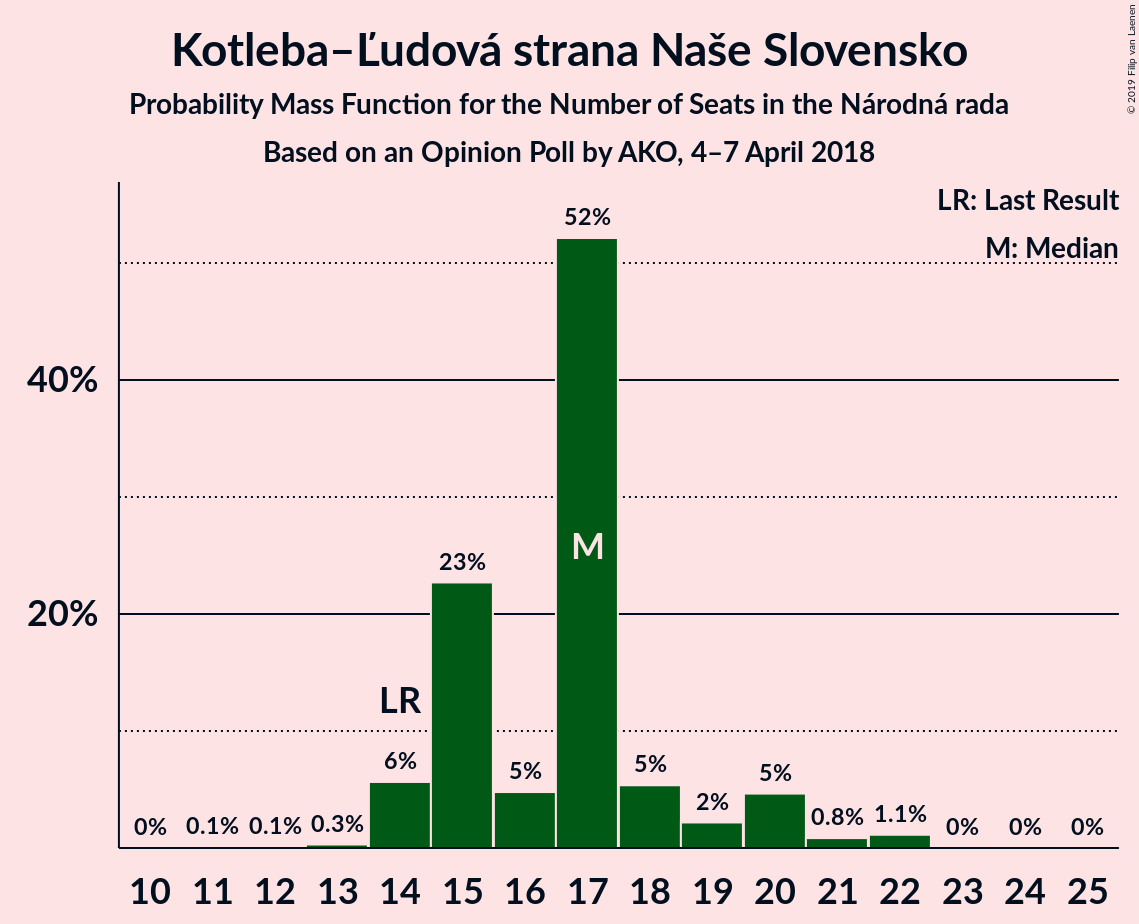 Kotleba–Ľudová strana Naše Slovensko
Probability Mass Function for the Number of Seats in the Národná rada
Based on an Opinion Poll by AKO, 4–7 April 2018
© 2019 Filip van Laenen
LR: Last Result
M: Median
52%
40%
23%
M
20%
LR
6%
5%
5%
5%
2%
0%
0.1%
0.1%
0.3%
0.8%
1.1%
0%
0%
0%
10 11 12 13 14 15 16 17 18 19 20 21 22 23 24 25